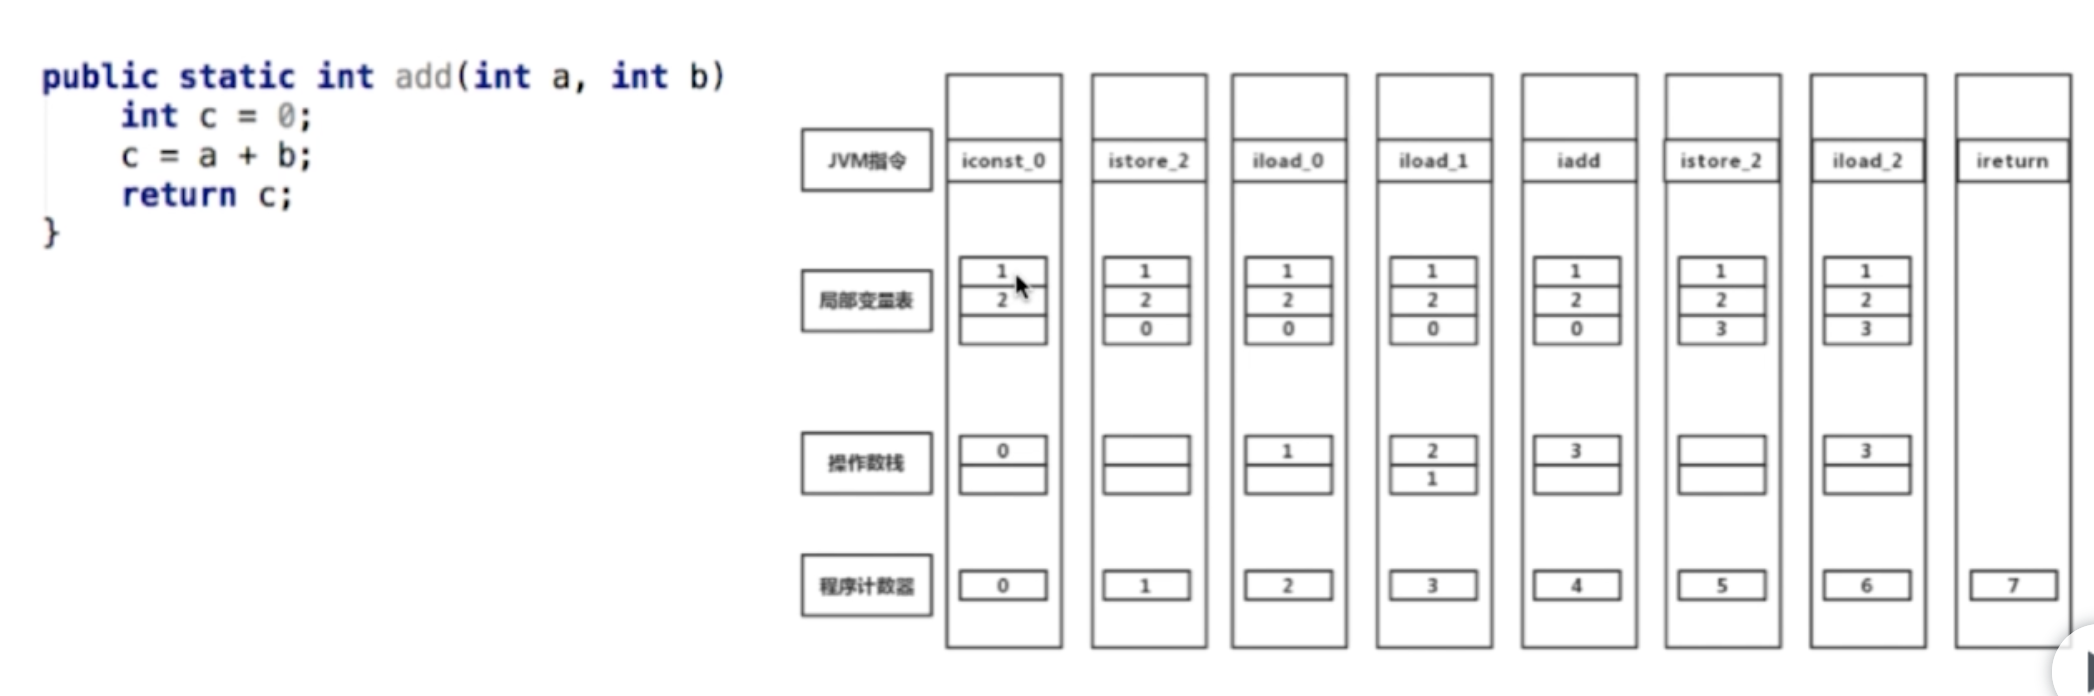 public static int add(int a, int b)
int c = 0;
c = a + b;
return c;
}
JVM指令 iconst_0 istore_2 iload_0 iload_1 iadd istore_2 iload_2 ireturn
1 1 1 1 1 1 1
局部变量表 2 2 2 2 2 2 2
0 0 0 0 3 3
0 1 2 3 3
操作数栈
1
程序计数器 0 1 2 3 4 5 6 7